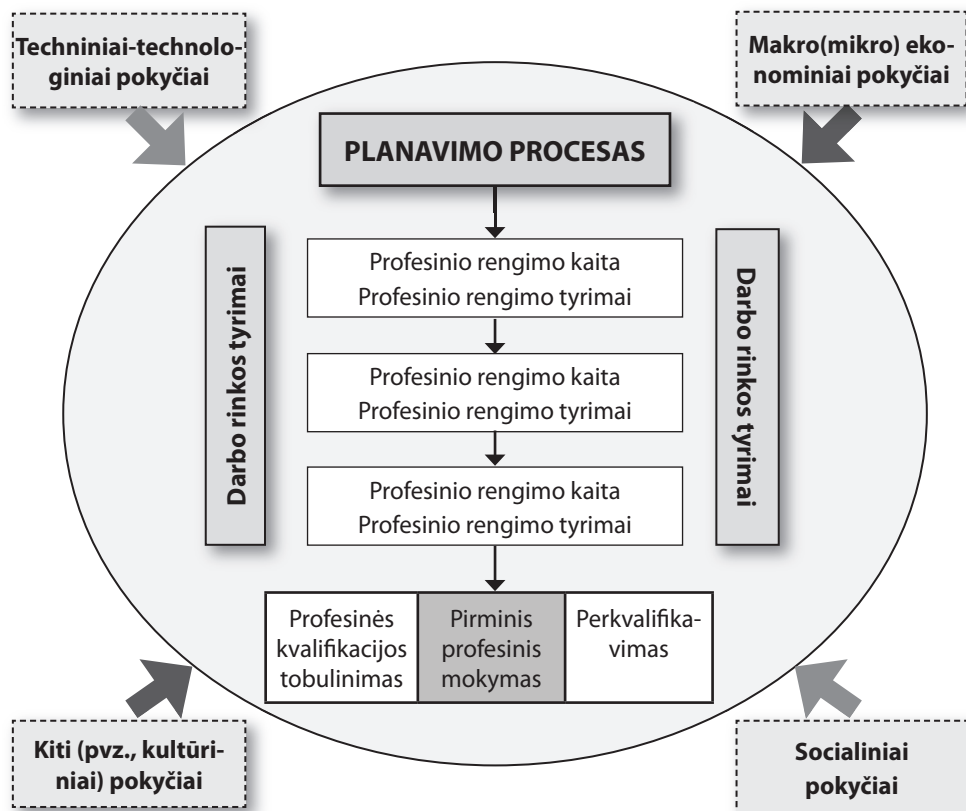 Techniniai-technolo-
giniai pokyčiai
Makro(mikro) eko-
nominiai pokyčiai
PLANAVIMO PROCESAS
Darbo rinkos tyrimai
Profesinio rengimo kaita
Profesinio rengimo tyrimai
Profesinio rengimo kaita
Profesinio rengimo tyrimai
Profesinio rengimo kaita
Profesinio rengimo tyrimai
Darbo rinkos tyrimai
Profesinės
kvalifikacijos
tobulinimas
Pirminis
profesinis
mokymas
Perkvalifika-
vimas
Kiti (pvz., kultūri-
niai) pokyčiai
Socialiniai
pokyčiai